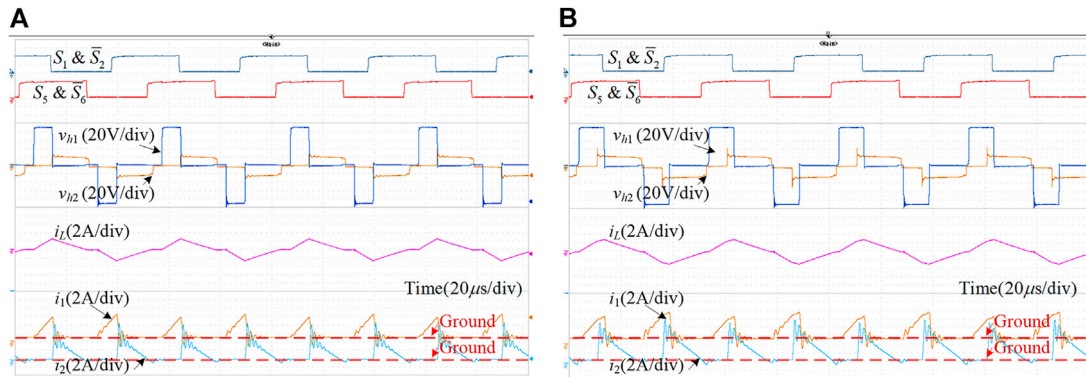 A
S1 & S̅2
S5 & S̅6
vh1 (20V/div)
vh2 (20V/div)
iL(2A/div)
Time(20μs/div)
i1(2A/div)
Ground
Ground
i2(2A/div)
B
S1 & S̅2
S5 & S̅6
vh1 (20V/div)
vh2 (20V/div)
iL(2A/div)
Time(20μs/div)
i1(2A/div)
Ground
Ground
i2(2A/div)